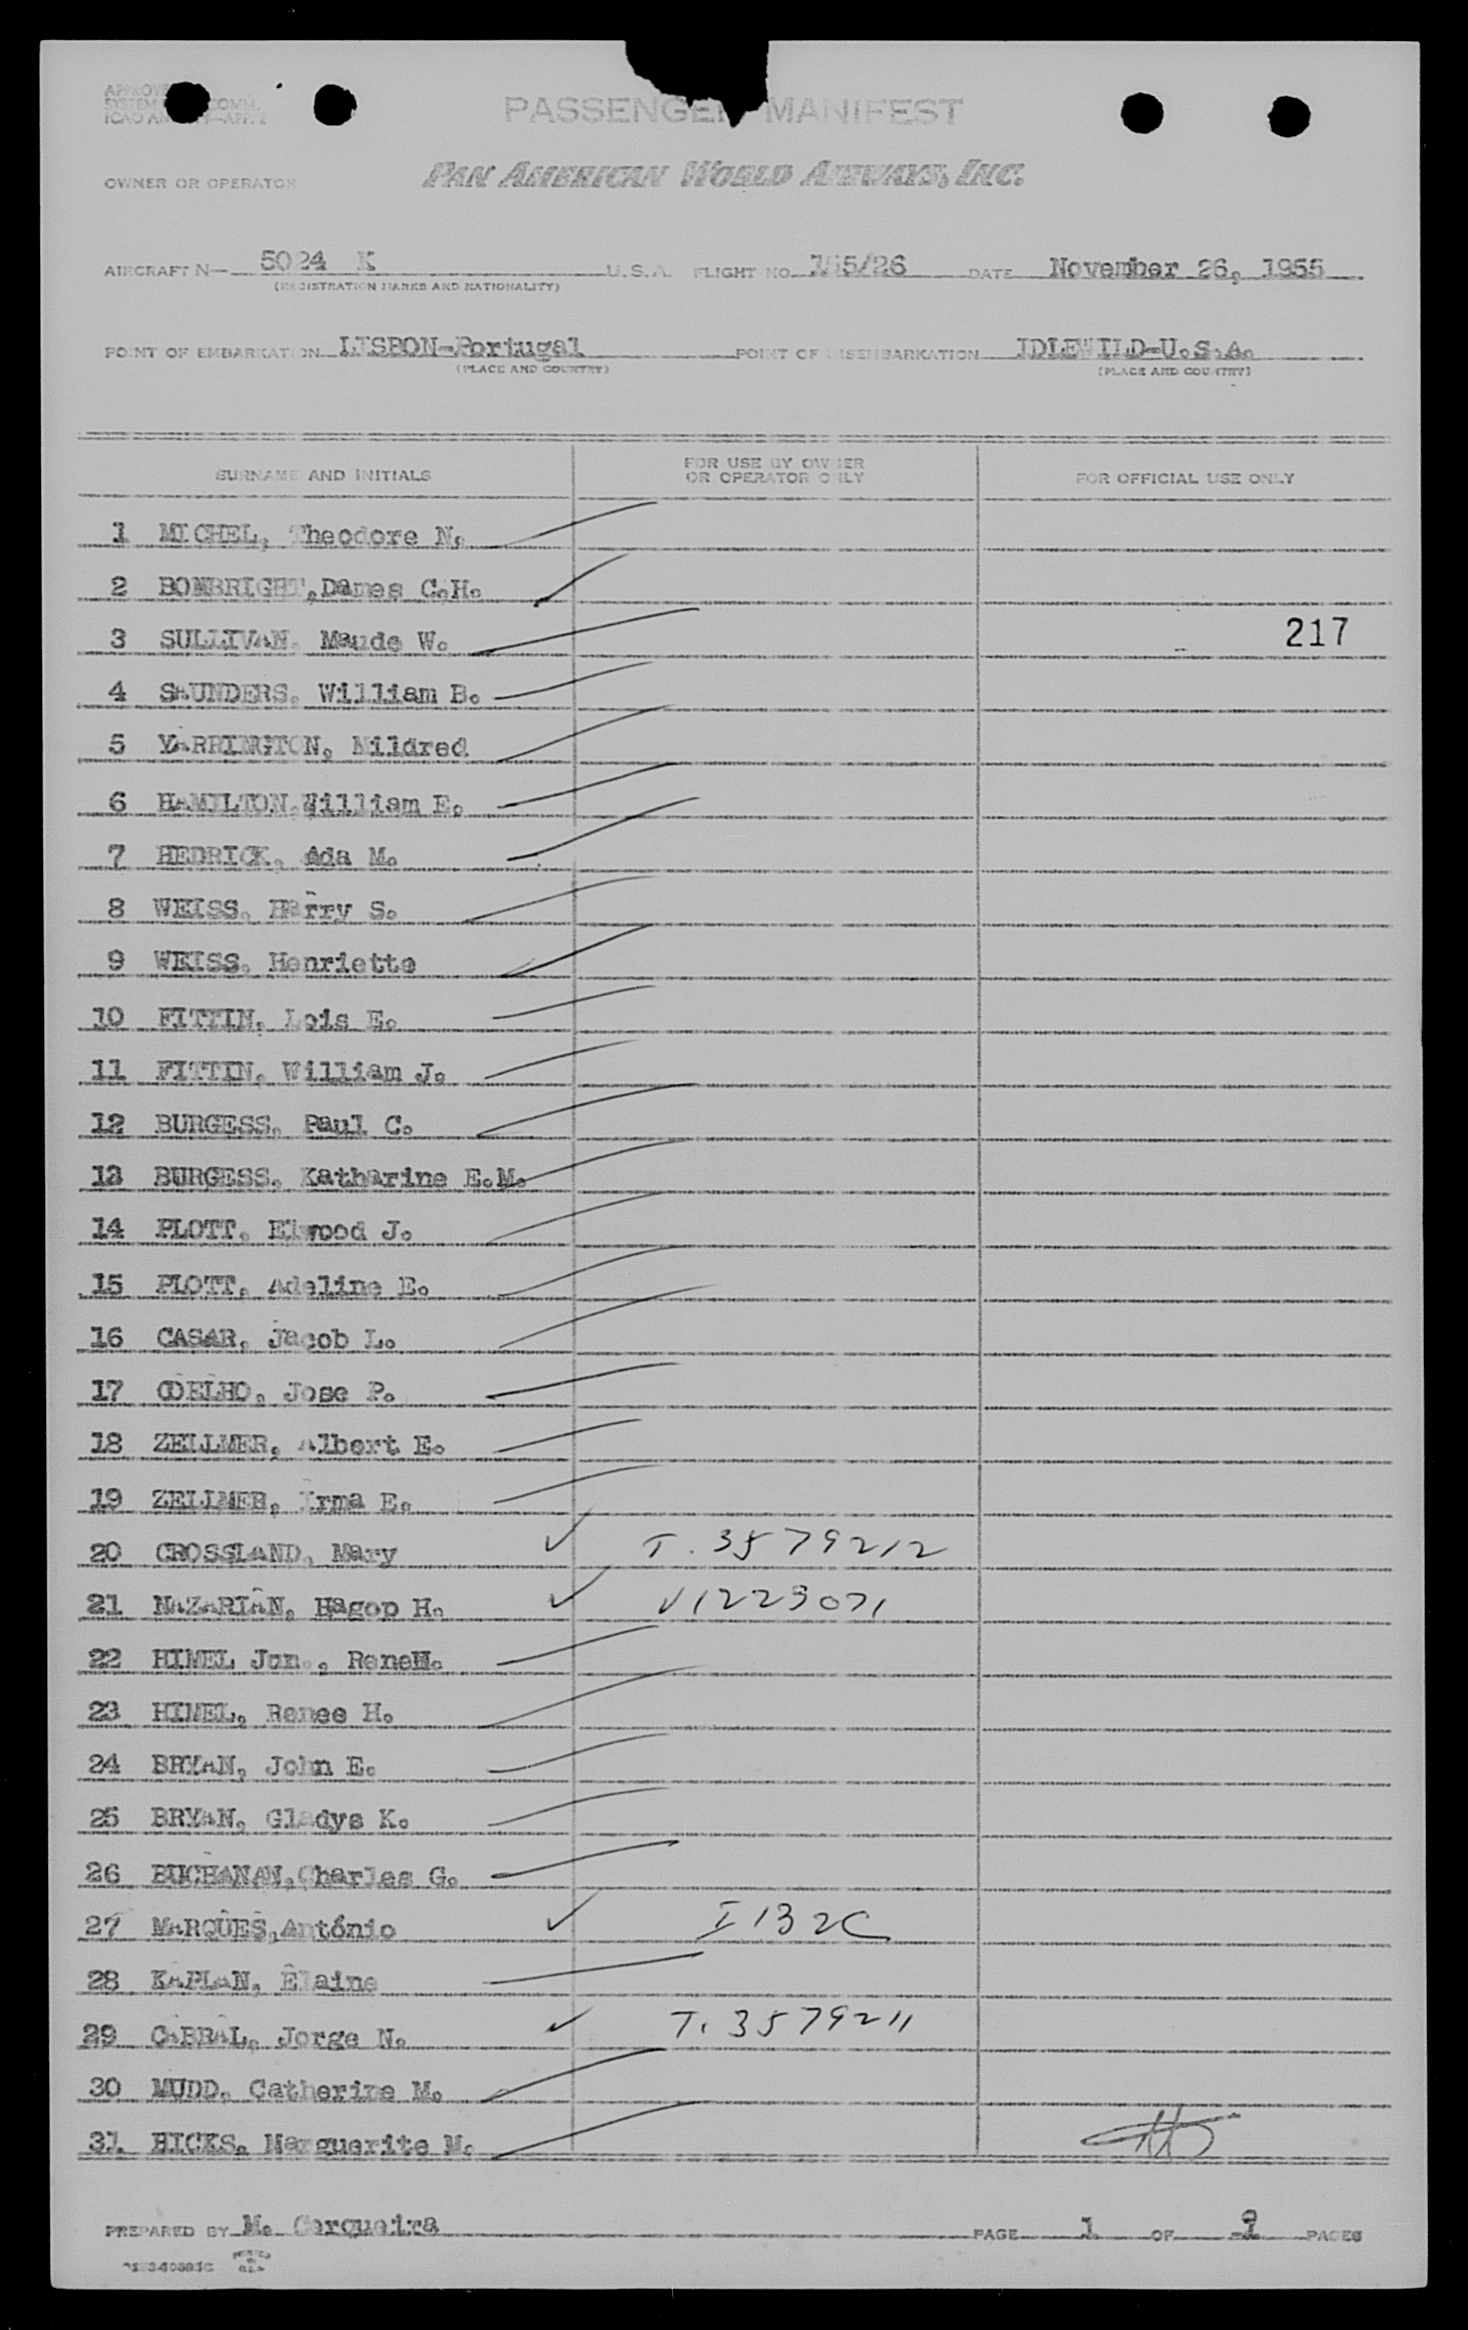 PASSENGER MANIFEST
OWNER OR OPERATOR PAN AMERICAN WORLD AIRWAYS, INC.
AIRCRAFT N— 5024 K U.S.A. FLIGHT NO. 155/26 DATE November 26, 1955
(REGISTRATION MARKS AND NATIONALITY)
POINT OF EMBARKATION LISBON-Portugal POINT OF DISEMBARKATION IDLEWILD-U.S.A.
(PLACE AND COUNTRY) (PLACE AND COUNTRY)
SURNAME AND INITIALS FOR USE BY OWNER OR OPERATOR ONLY FOR OFFICIAL USE ONLY
1 MICHEL, Theodore N.
2 BOMBRIGHT, Dames C.H.
3 SULLIVAN, Maude W. 217
4 SAUNDERS, William B.
5 YARRINGTON, Mildred
6 HAMILTON, William E.
7 HEDRICK, Ada M.
8 WEISS, Harry S.
9 WEISS, Henriette
10 FITTIN, Lois E.
11 FITTIN, William J.
12 BURGESS, Paul C.
13 BURGESS, Katharine E.M.
14 PLOTT, Elwood J.
15 PLOTT, Adeline E.
16 CASAR, Jacob L.
17 COELHO, Jose P.
18 ZELLMER, Albert E.
19 ZELLMER, Irma E.
20 CROSSLAND, Mary ✓ T. 3579212
21 NAZARIAN, Hagop H. ✓ V1223071
22 HIMEL Jun., ReneH.
23 HIMEL, Renee H.
24 BRYAN, John E.
25 BRYAN, Gladys K.
26 BUCHANAN, Charles G.
27 MARQUES, António ✓ I 132C
28 KAPLAN, Elaine
29 CABRAL, Jorge N. ✓ T. 3579211
30 MUDD, Catherine M.
31 HICKS, Marguerite M.
PREPARED BY M. Cerqueira PAGE 1 OF 2 PAGES